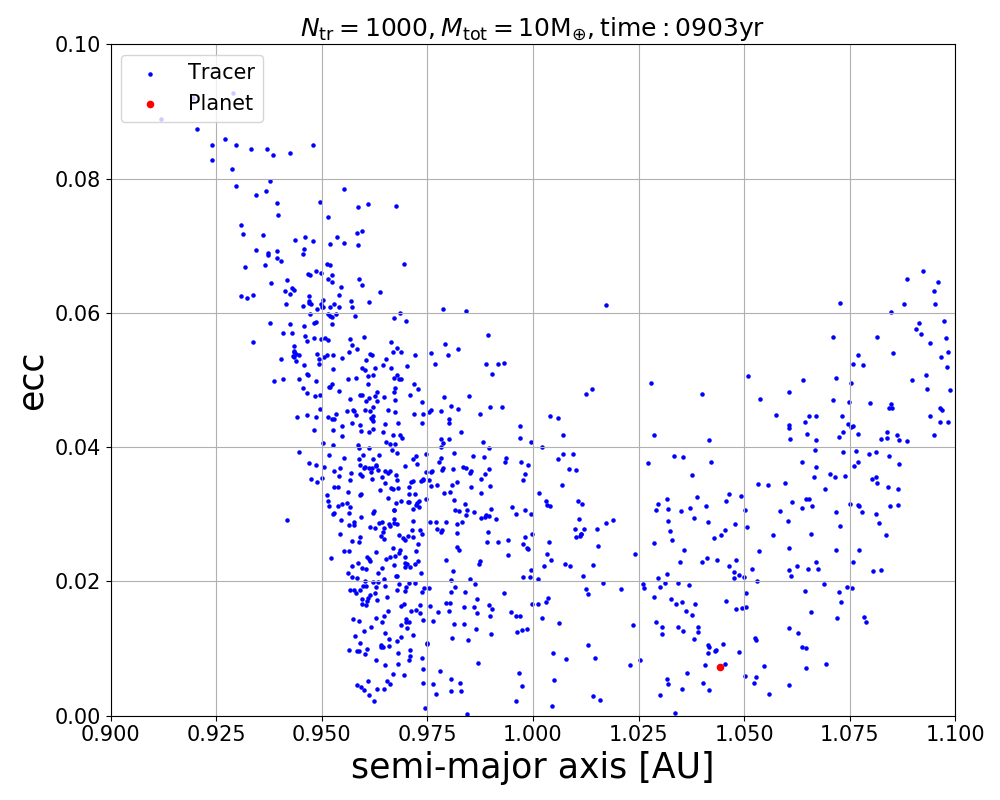 N_tr = 1000, M_tot = 10M_⊕, time : 0903yr
Tracer
Planet
0.10
0.08
0.06
0.04
0.02
0.00
ecc
0.900 0.925 0.950 0.975 1.000 1.025 1.050 1.075 1.100
semi-major axis [AU]